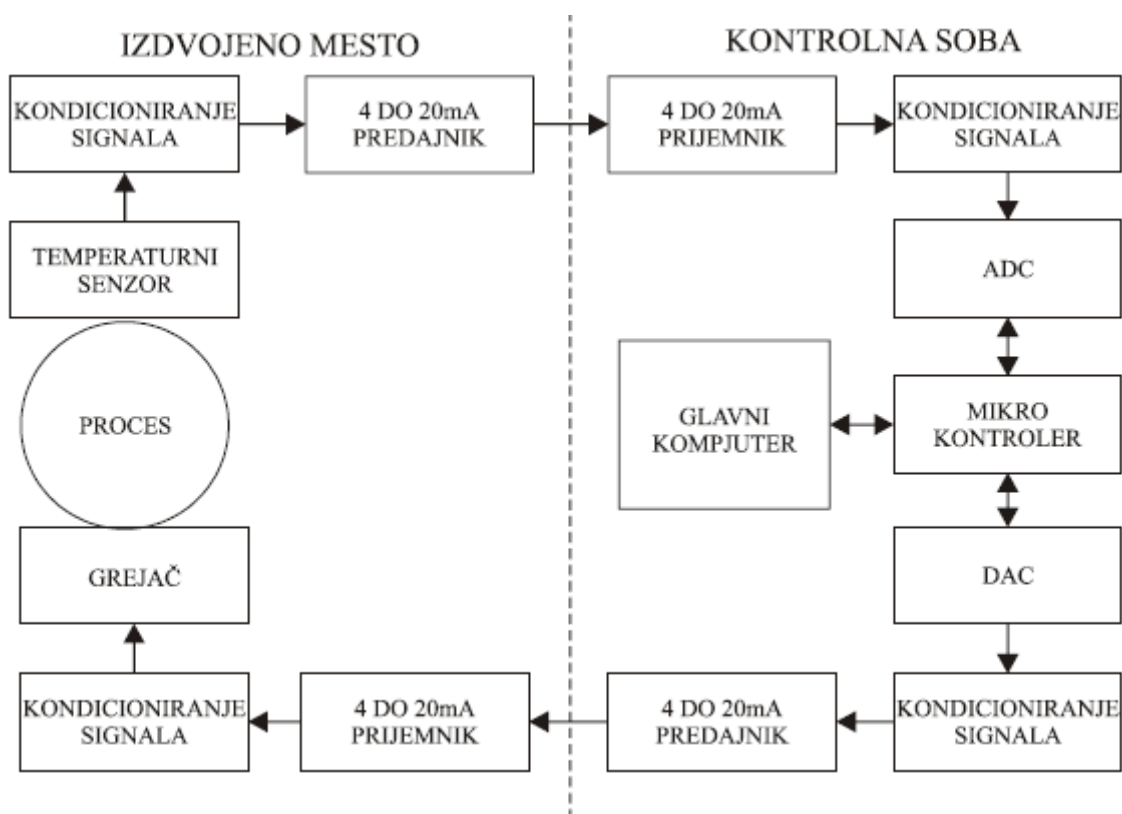 IZDVOJENO MESTO
KONTROLNA SOBA
KONDICIONIRANJE
SIGNALA
4 DO 20mA
PREDAJNIK
4 DO 20mA
PRIJEMNIK
KONDICIONIRANJE
SIGNALA
TEMPERATURNI
SENZOR
ADC
PROCES
GLAVNI
KOMPJUTER
MIKRO
KONTROLER
GREJAČ
DAC
KONDICIONIRANJE
SIGNALA
4 DO 20mA
PRIJEMNIK
4 DO 20mA
PREDAJNIK
KONDICIONIRANJE
SIGNALA